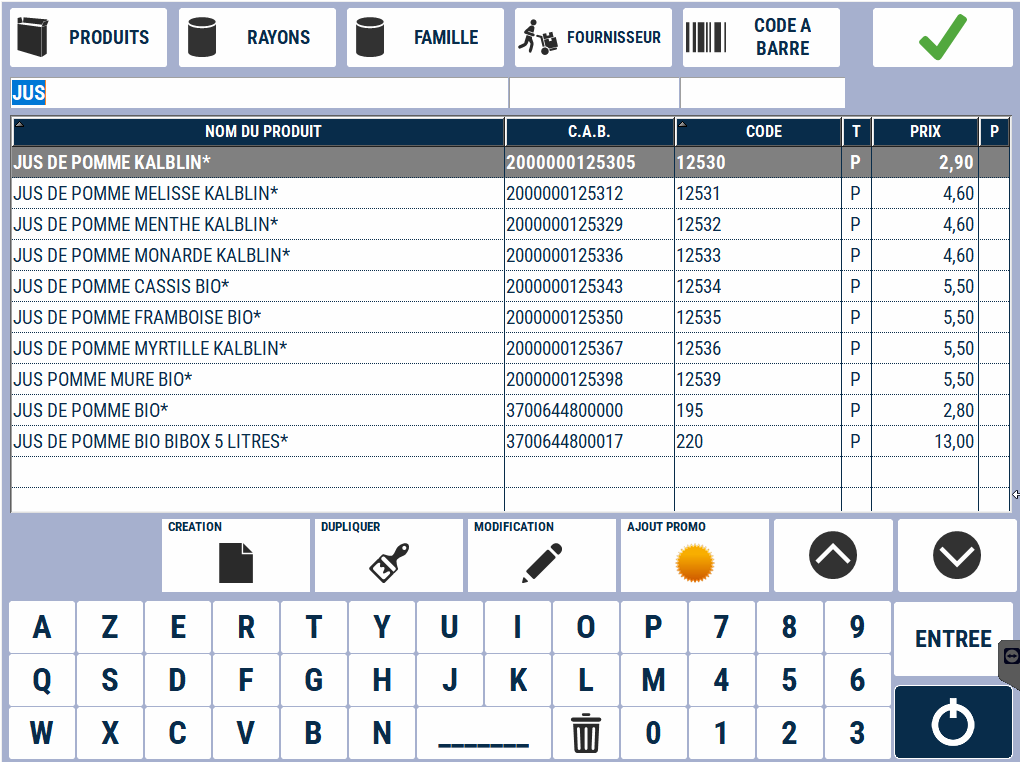 PRODUITS RAYONS FAMILLE FOURNISSEUR CODE A BARRE
JUS
NOM DU PRODUIT C.A.B. CODE T PRIX P
JUS DE POMME KALBLIN* 2000000125305 12530 P 2,90
JUS DE POMME MELISSE KALBLIN* 2000000125312 12531 P 4,60
JUS DE POMME MENTHE KALBLIN* 2000000125329 12532 P 4,60
JUS DE POMME MONARDE KALBLIN* 2000000125336 12533 P 4,60
JUS DE POMME CASSIS BIO* 2000000125343 12534 P 5,50
JUS DE POMME FRAMBOISE BIO* 2000000125350 12535 P 5,50
JUS DE POMME MYRTILLE KALBLIN* 2000000125367 12536 P 5,50
JUS POMME MURE BIO* 2000000125398 12539 P 5,50
JUS DE POMME BIO* 3700644800000 195 P 2,80
JUS DE POMME BIO BIBOX 5 LITRES* 3700644800017 220 P 13,00
CREATION DUPLIQUER MODIFICATION AJOUT PROMO
A Z E R T Y U I O P 7 8 9 ENTREE
Q S D F G H J K L M 4 5 6
W X C V B N _______ 0 1 2 3